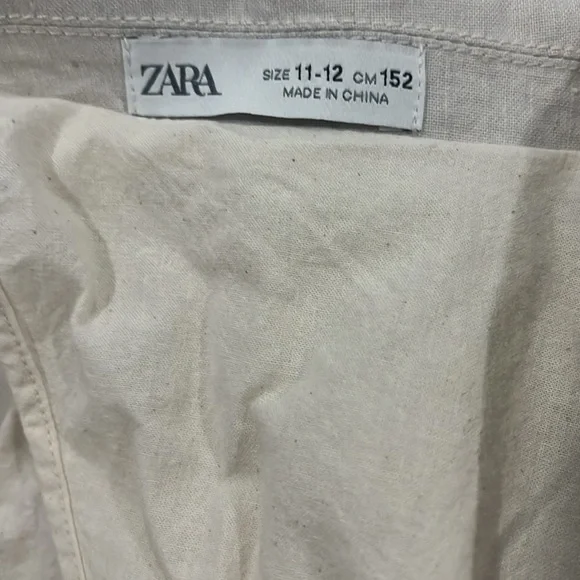 ZARA
SIZE 11-12 CM 152
MADE IN CHINA